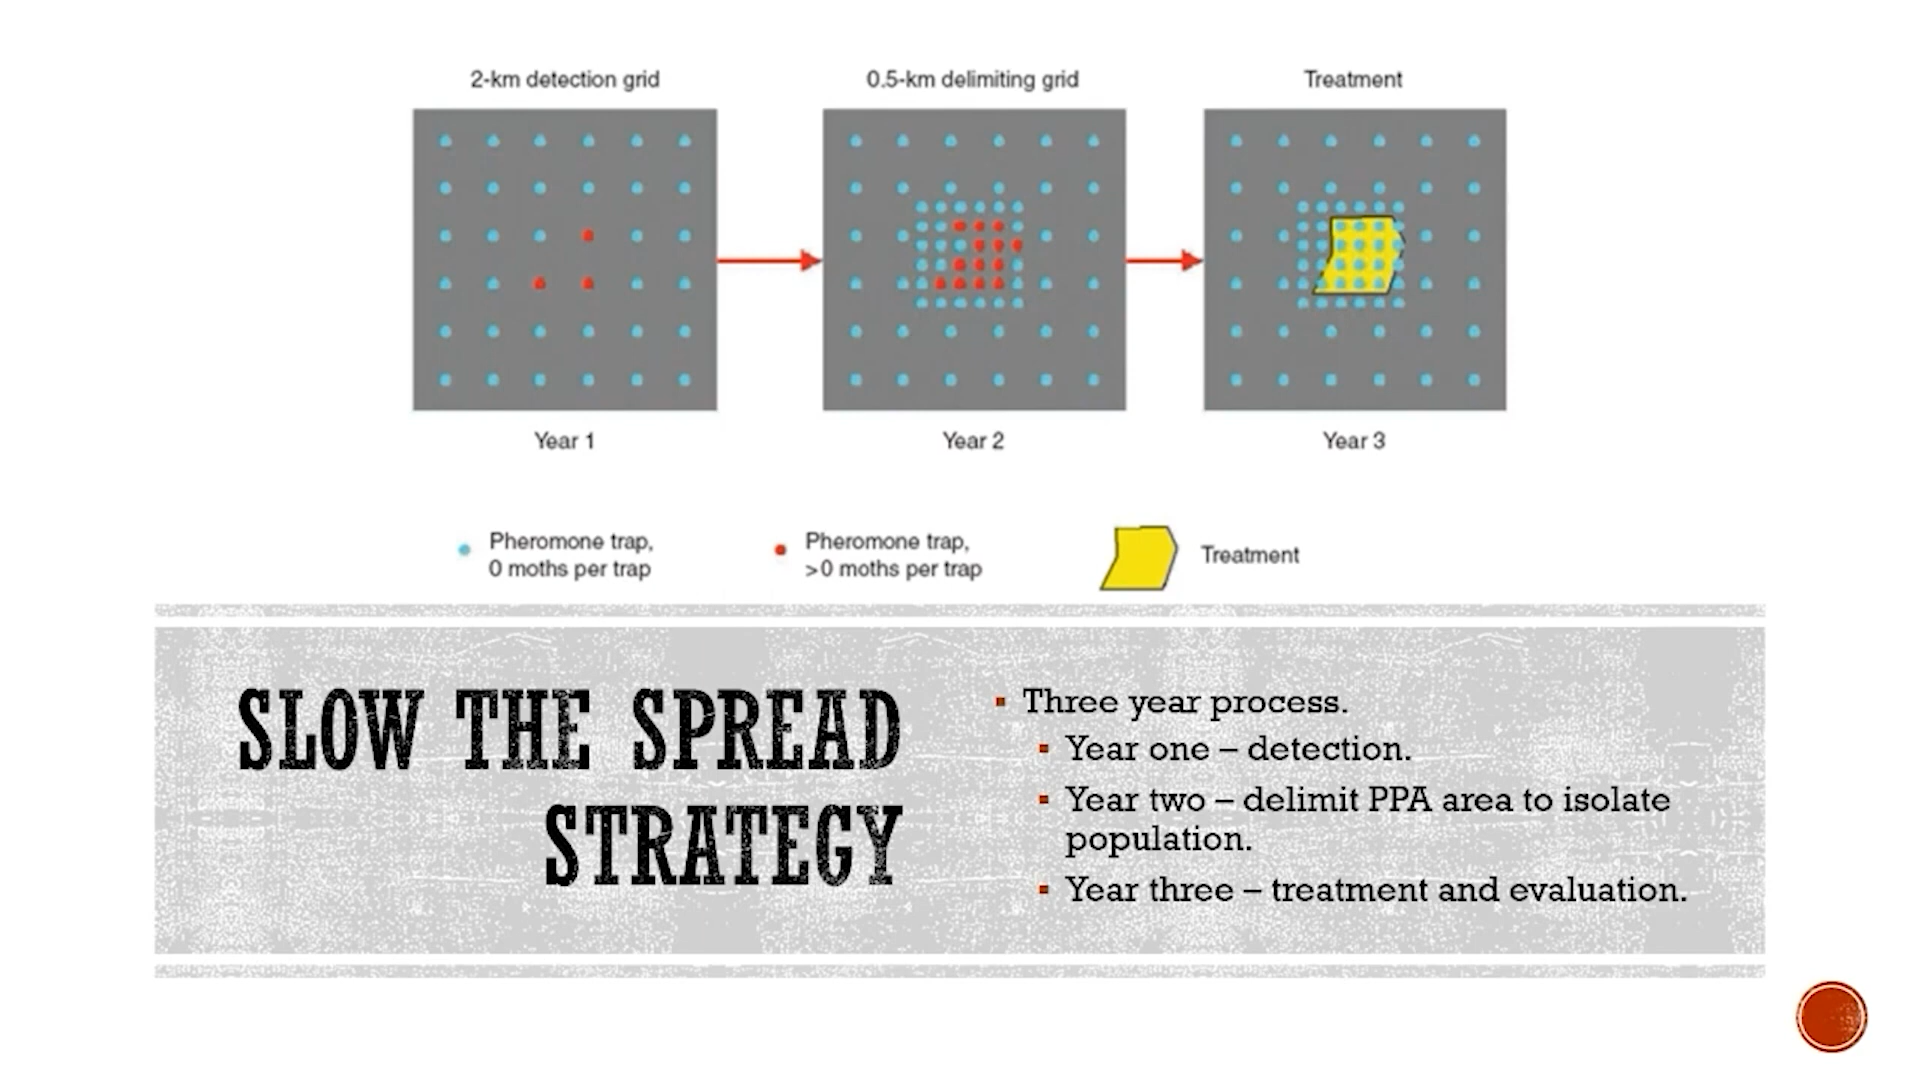 2-km detection grid
0.5-km delimiting grid
Treatment
Year 1
Year 2
Year 3
Pheromone trap,
0 moths per trap
Pheromone trap,
>0 moths per trap
Treatment
SLOW THE SPREAD
STRATEGY
▪ Three year process.
▪ Year one – detection.
▪ Year two – delimit PPA area to isolate
population.
▪ Year three – treatment and evaluation.